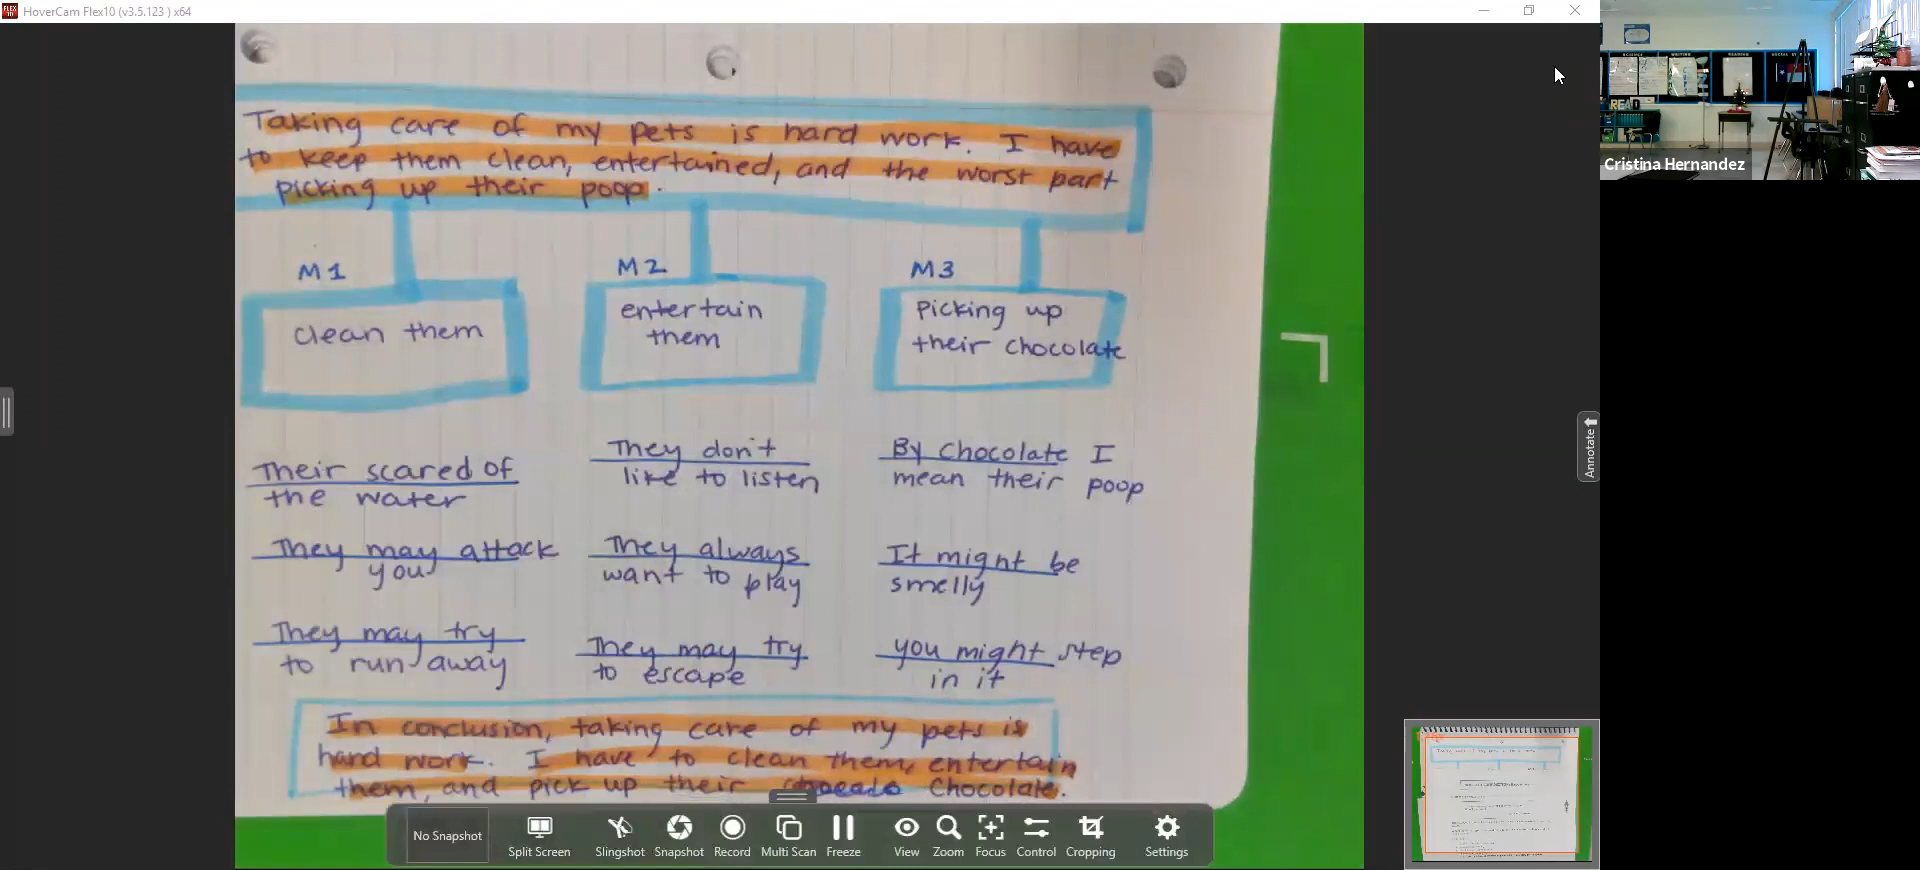 HoverCam Flex10 (v3.5.123 ) x64
Taking care of my pets is hard work. I have
to keep them clean, entertained, and the worst part
picking up their poop.
M1
clean them
M2
entertain
them
M3
Picking up
their chocolate
Their scared of
the water
They may attack
you
They may try
to run away
They don't
like to listen
They always
want to play
They may try
to escape
By Chocolate I
mean their poop
It might be
smelly
you might step
in it
In conclusion, taking care of my pets is
hard work. I have to clean them, entertain
them, and pick up their Chocolate.
Cristina Hernandez
READ
Annotate
No Snapshot
Split Screen
Slingshot
Snapshot
Record
Multi Scan
Freeze
View
Zoom
Focus
Control
Cropping
Settings